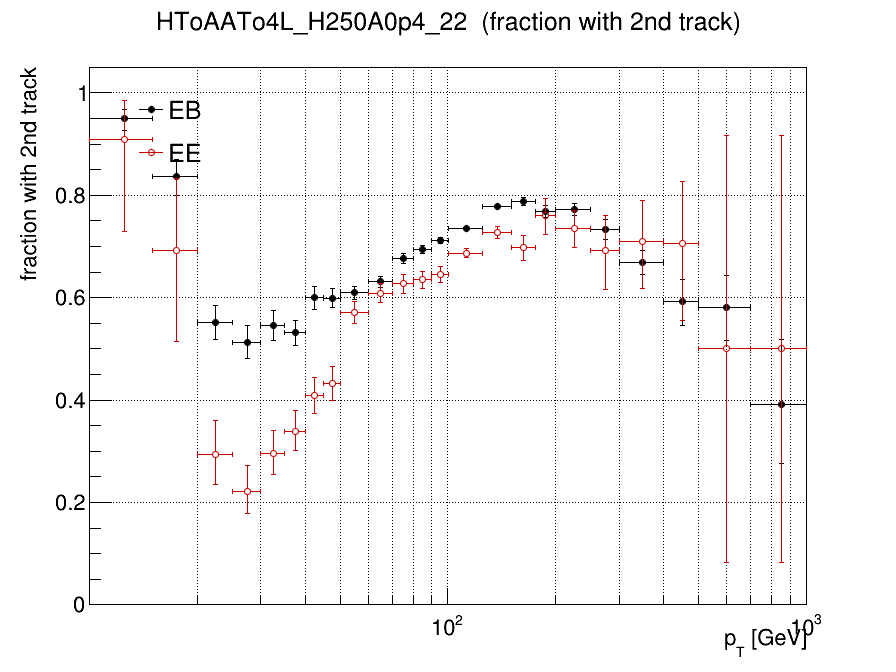 HToAATo4L_H250A0p4_22 (fraction with 2nd track)
fraction with 2nd track
1
0.8
0.6
0.4
0.2
0
EB
EE
10²
10³
p_T [GeV]